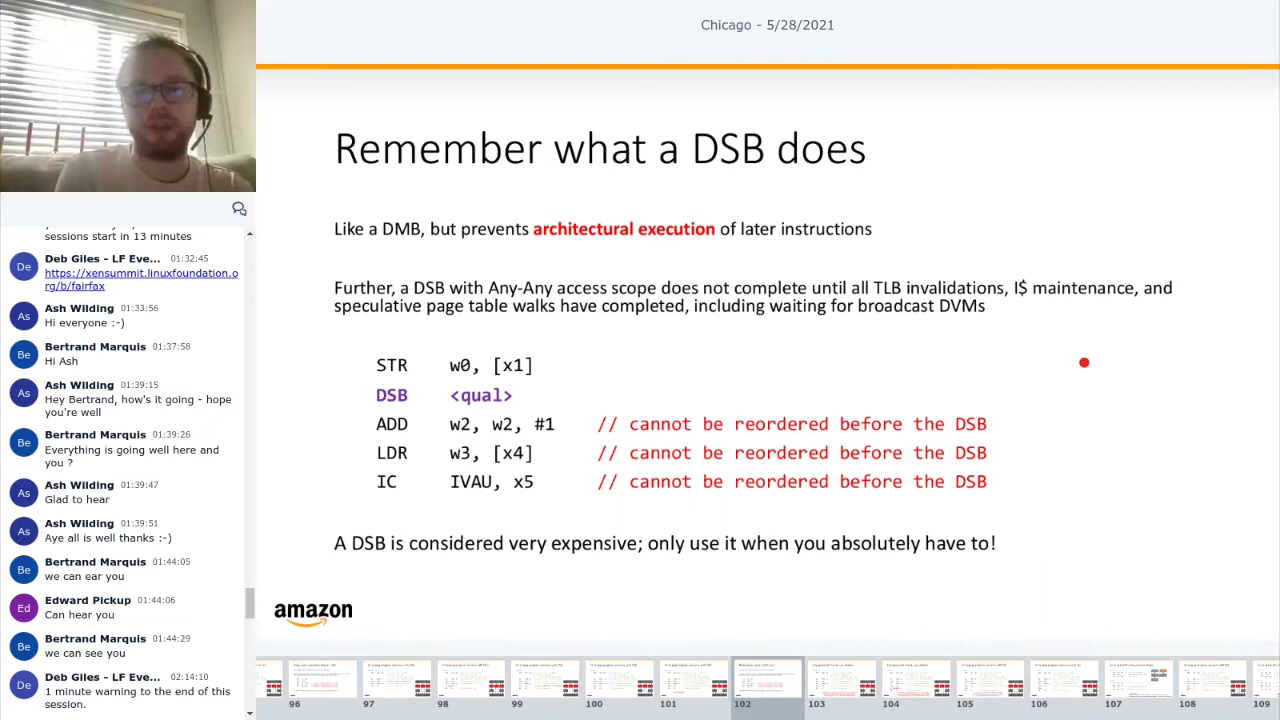 Chicago - 5/28/2021
sessions start in 13 minutes
Deb Giles - LF Eve... 01:32:45
https://xensummit.linuxfoundation.o
rg/b/fairfax
Ash Wilding 01:33:56
Hi everyone :-)
Bertrand Marquis 01:37:58
Hi Ash
Ash Wilding 01:39:15
Hey Bertrand, how's it going - hope
you're well
Bertrand Marquis 01:39:26
Everything is going well here and
you ?
Ash Wilding 01:39:47
Glad to hear
Ash Wilding 01:39:51
Aye all is well thanks :-)
Bertrand Marquis 01:44:05
we can ear you
Edward Pickup 01:44:06
Can hear you
Bertrand Marquis 01:44:29
we can see you
Deb Giles - LF Eve... 02:14:10
1 minute warning to the end of this
session.
De
As
Be
As
Be
As
As
Be
Ed
Be
De
Remember what a DSB does
Like a DMB, but prevents architectural execution of later instructions
Further, a DSB with Any-Any access scope does not complete until all TLB invalidations, I$ maintenance, and
speculative page table walks have completed, including waiting for broadcast DVMs
STR w0, [x1]
DSB <qual>
ADD w2, w2, #1 // cannot be reordered before the DSB
LDR w3, [x4] // cannot be reordered before the DSB
IC IVAU, x5 // cannot be reordered before the DSB
A DSB is considered very expensive; only use it when you absolutely have to!
amazon
96 97 98 99 100 101 102 103 104 105 106 107 108 109